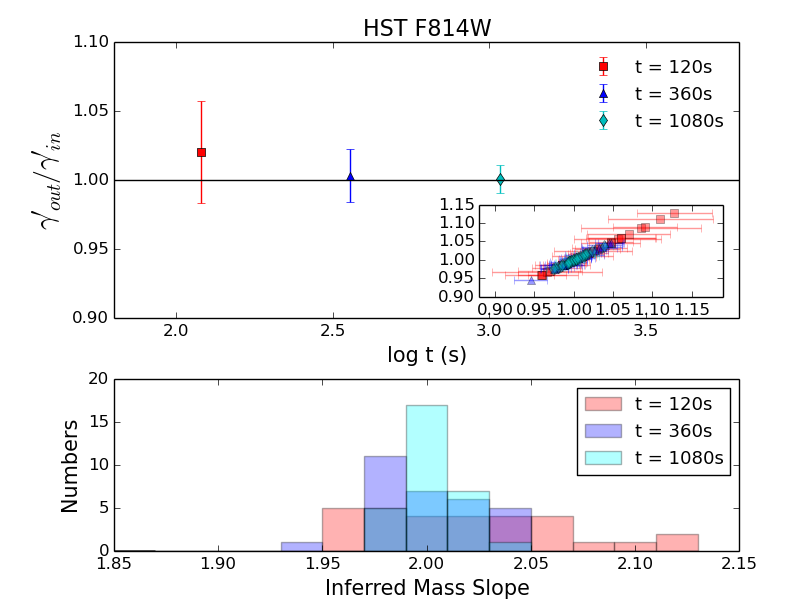 HST F814W
1.10
1.05
1.00
0.95
0.90
γ′out/γ′in
t = 120s
t = 360s
t = 1080s
1.15
1.10
1.05
1.00
0.95
0.90
0.90 0.95 1.00 1.05 1.10 1.15
2.0 2.5 3.0 3.5
log t (s)
20
15
10
5
0
Numbers
t = 120s
t = 360s
t = 1080s
1.85 1.90 1.95 2.00 2.05 2.10 2.15
Inferred Mass Slope